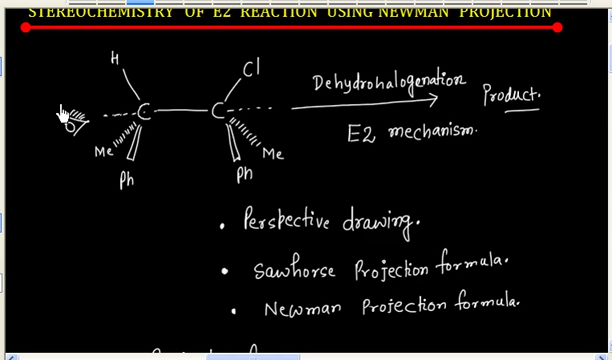 STEREOCHEMISTRY OF E2 REACTION USING NEWMAN PROJECTION
H
Cl
C
C
Me
Me
Ph
Ph
Dehydrohalogenation
E2 mechanism.
Product.
• Perspective drawing.
• Sawhorse Projection formula.
• Newman Projection formula.